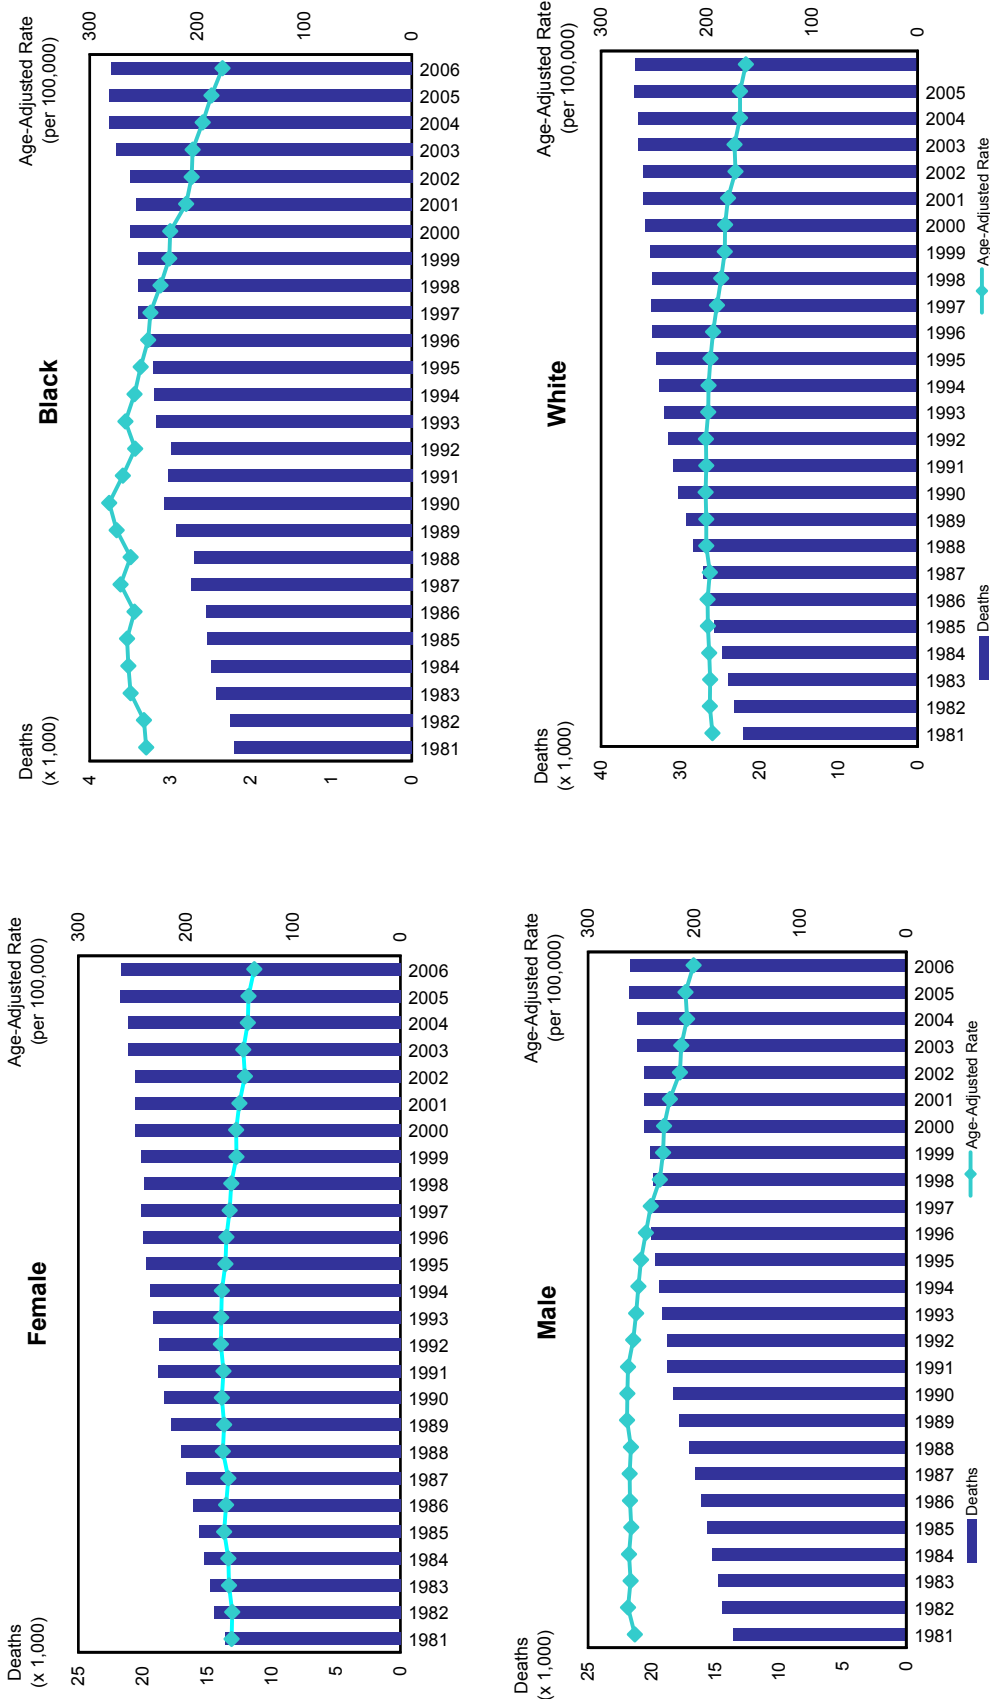 Female
Deaths
(x 1,000)
Age-Adjusted Rate
(per 100,000)
25
20
15
10
5
0
300
200
100
0
1981 1982 1983 1984 1985 1986 1987 1988 1989 1990 1991 1992 1993 1994 1995 1996 1997 1998 1999 2000 2001 2002 2003 2004 2005 2006
Black
Deaths
(x 1,000)
Age-Adjusted Rate
(per 100,000)
4
3
2
1
0
300
200
100
0
1981 1982 1983 1984 1985 1986 1987 1988 1989 1990 1991 1992 1993 1994 1995 1996 1997 1998 1999 2000 2001 2002 2003 2004 2005 2006
Male
Deaths
(x 1,000)
Age-Adjusted Rate
(per 100,000)
25
20
15
10
5
0
300
200
100
0
1981 1982 1983 1984 1985 1986 1987 1988 1989 1990 1991 1992 1993 1994 1995 1996 1997 1998 1999 2000 2001 2002 2003 2004 2005 2006
Deaths Age-Adjusted Rate
White
Deaths
(x 1,000)
Age-Adjusted Rate
(per 100,000)
40
30
20
10
0
300
200
100
0
1981 1982 1983 1984 1985 1986 1987 1988 1989 1990 1991 1992 1993 1994 1995 1996 1997 1998 1999 2000 2001 2002 2003 2004 2005
Deaths Age-Adjusted Rate